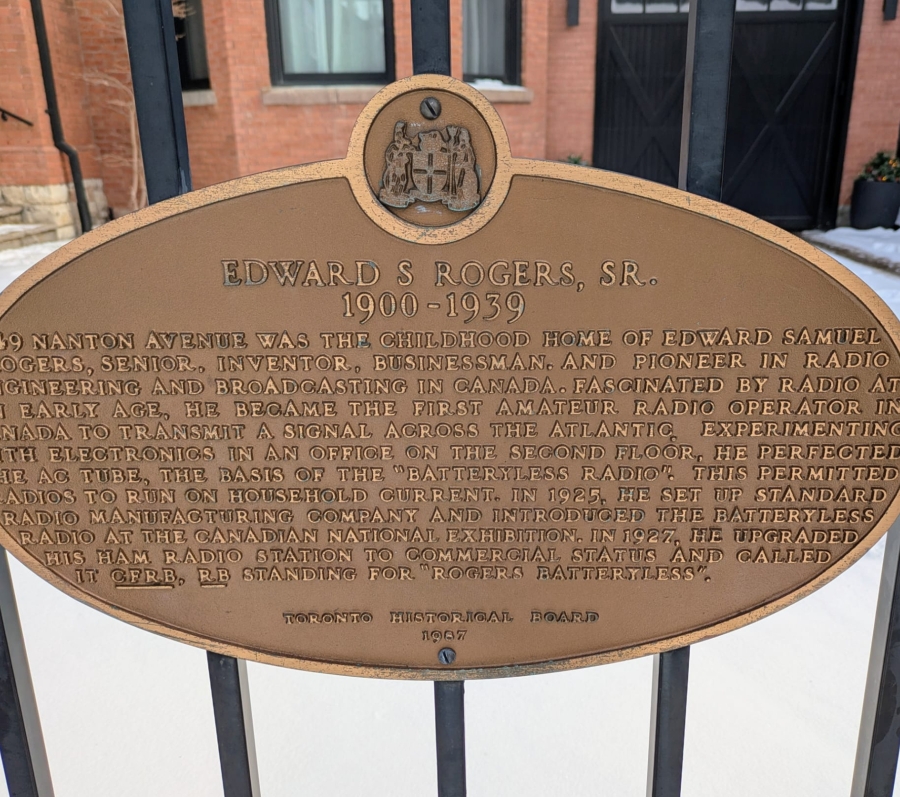 EDWARD S ROGERS, SR.
1900-1939
49 NANTON AVENUE WAS THE CHILDHOOD HOME OF EDWARD SAMUEL
OGERS, SENIOR, INVENTOR, BUSINESSMAN, AND PIONEER IN RADIO
GINEERING AND BROADCASTING IN CANADA. FASCINATED BY RADIO AT
N EARLY AGE, HE BECAME THE FIRST AMATEUR RADIO OPERATOR IN
NADA TO TRANSMIT A SIGNAL ACROSS THE ATLANTIC. EXPERIMENTING
TH ELECTRONICS IN AN OFFICE ON THE SECOND FLOOR, HE PERFECTED
HE AC TUBE, THE BASIS OF THE "BATTERYLESS RADIO". THIS PERMITTED
ADIOS TO RUN ON HOUSEHOLD CURRENT. IN 1925, HE SET UP STANDARD
RADIO MANUFACTURING COMPANY AND INTRODUCED THE BATTERYLESS
RADIO AT THE CANADIAN NATIONAL EXHIBITION. IN 1927, HE UPGRADED
HIS HAM RADIO STATION TO COMMERCIAL STATUS AND CALLED
IT CFRB, RB STANDING FOR "ROGERS BATTERYLESS".
TORONTO HISTORICAL BOARD
1987